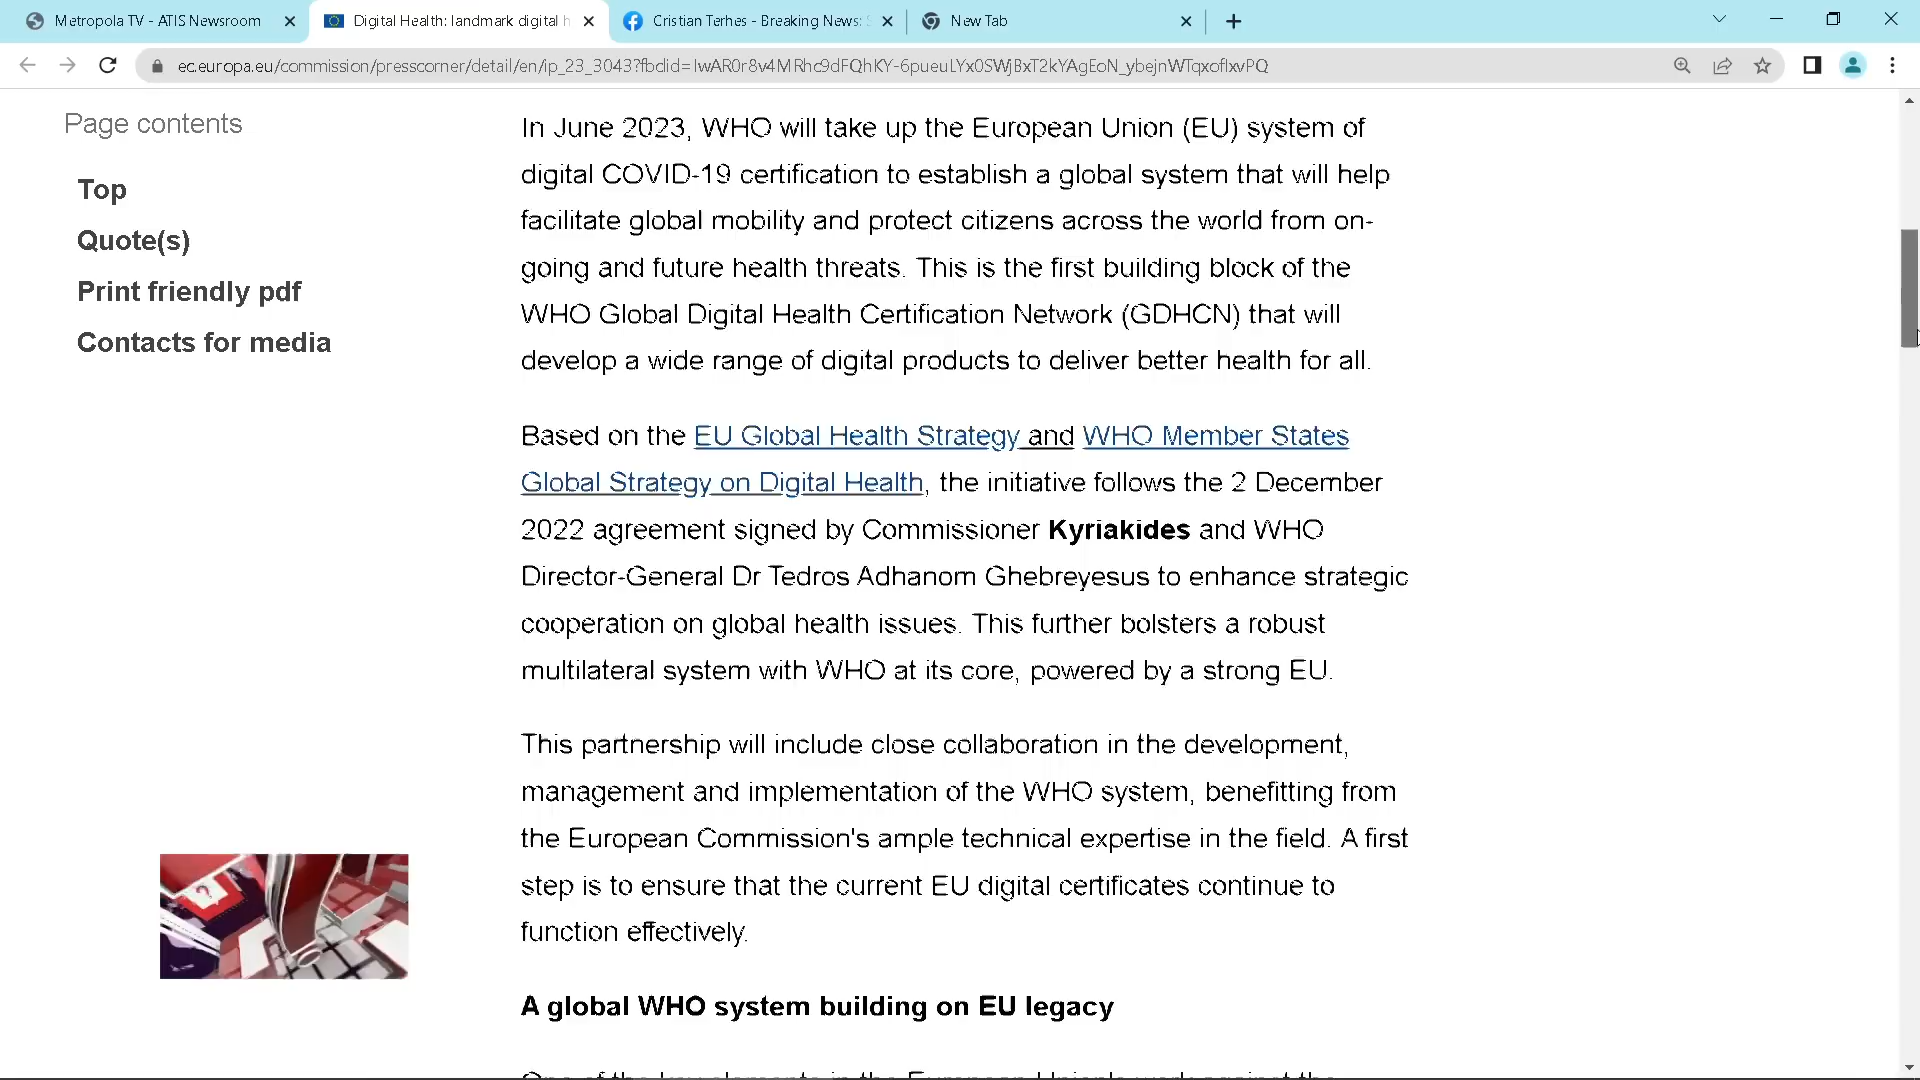 Metropola TV - ATIS Newsroom
Digital Health: landmark digital h
Cristian Terhes - Breaking News:
New Tab
ec.europa.eu/commission/presscorner/detail/en/ip_23_3043?fbclid=IwAR0r8v4MRhc9dFQhKY-6pueuLYx0SWjBxT2kYAgEoN_ybejnWTqxoflxvPQ
Page contents
Top
Quote(s)
Print friendly pdf
Contacts for media
In June 2023, WHO will take up the European Union (EU) system of
digital COVID-19 certification to establish a global system that will help
facilitate global mobility and protect citizens across the world from on-
going and future health threats. This is the first building block of the
WHO Global Digital Health Certification Network (GDHCN) that will
develop a wide range of digital products to deliver better health for all.
Based on the EU Global Health Strategy and WHO Member States
Global Strategy on Digital Health, the initiative follows the 2 December
2022 agreement signed by Commissioner Kyriakides and WHO
Director-General Dr Tedros Adhanom Ghebreyesus to enhance strategic
cooperation on global health issues. This further bolsters a robust
multilateral system with WHO at its core, powered by a strong EU.
This partnership will include close collaboration in the development,
management and implementation of the WHO system, benefitting from
the European Commission's ample technical expertise in the field. A first
step is to ensure that the current EU digital certificates continue to
function effectively.
A global WHO system building on EU legacy